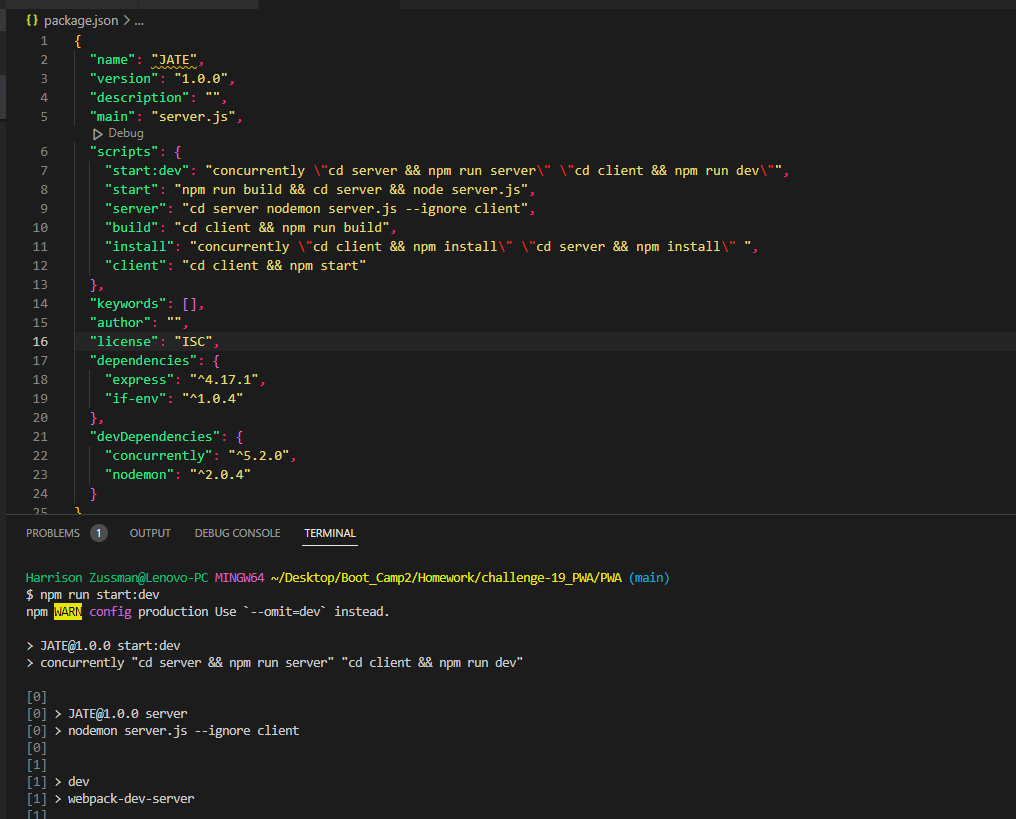 {} package.json > ...
1 {
2 "name": "JATE",
3 "version": "1.0.0",
4 "description": "",
5 "main": "server.js",
Debug
6 "scripts": {
7 "start:dev": "concurrently \"cd server && npm run server\" \"cd client && npm run dev\"",
8 "start": "npm run build && cd server && node server.js",
9 "server": "cd server nodemon server.js --ignore client",
10 "build": "cd client && npm run build",
11 "install": "concurrently \"cd client && npm install\" \"cd server && npm install\" ",
12 "client": "cd client && npm start"
13 },
14 "keywords": [],
15 "author": "",
16 "license": "ISC",
17 "dependencies": {
18 "express": "^4.17.1",
19 "if-env": "^1.0.4"
20 },
21 "devDependencies": {
22 "concurrently": "^5.2.0",
23 "nodemon": "^2.0.4"
24 }
25 }
PROBLEMS 1 OUTPUT DEBUG CONSOLE TERMINAL
Harrison Zussman@Lenovo-PC MINGW64 ~/Desktop/Boot_Camp2/Homework/challenge-19_PWA/PWA (main)
$ npm run start:dev
npm WARN config production Use `--omit=dev` instead.
> JATE@1.0.0 start:dev
> concurrently "cd server && npm run server" "cd client && npm run dev"
[0]
[0] > JATE@1.0.0 server
[0] > nodemon server.js --ignore client
[0]
[1]
[1] > dev
[1] > webpack-dev-server
[1]